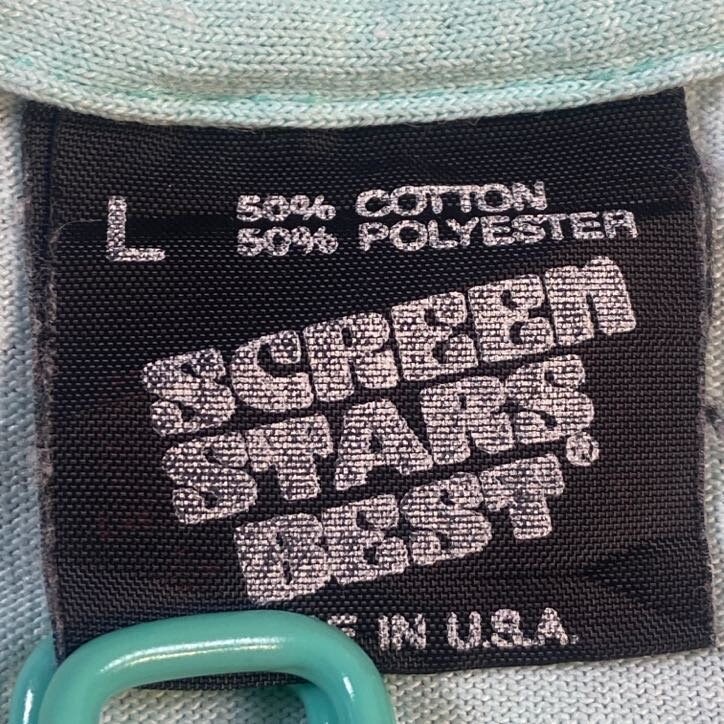 L
50% COTTON
50% POLYESTER
SCREEN
STARS
BEST®
IN U.S.A.